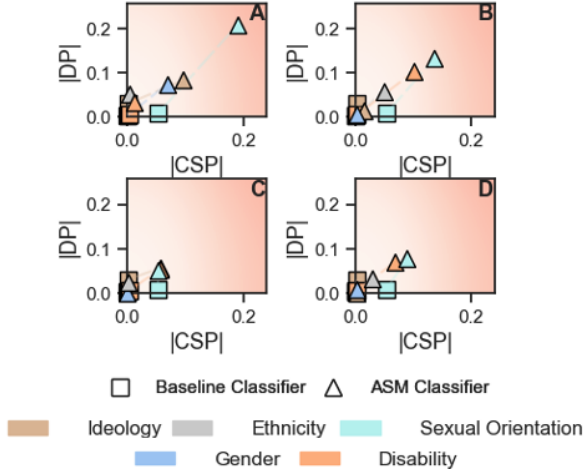 A B
0.2 0.2
|DP| 0.1 |DP| 0.1
0.0 0.0
0.0 0.2 0.0 0.2
|CSP| |CSP|
C D
0.2 0.2
|DP| 0.1 |DP| 0.1
0.0 0.0
0.0 0.2 0.0 0.2
|CSP| |CSP|
Baseline Classifier ASM Classifier
Ideology Ethnicity Sexual Orientation
Gender Disability